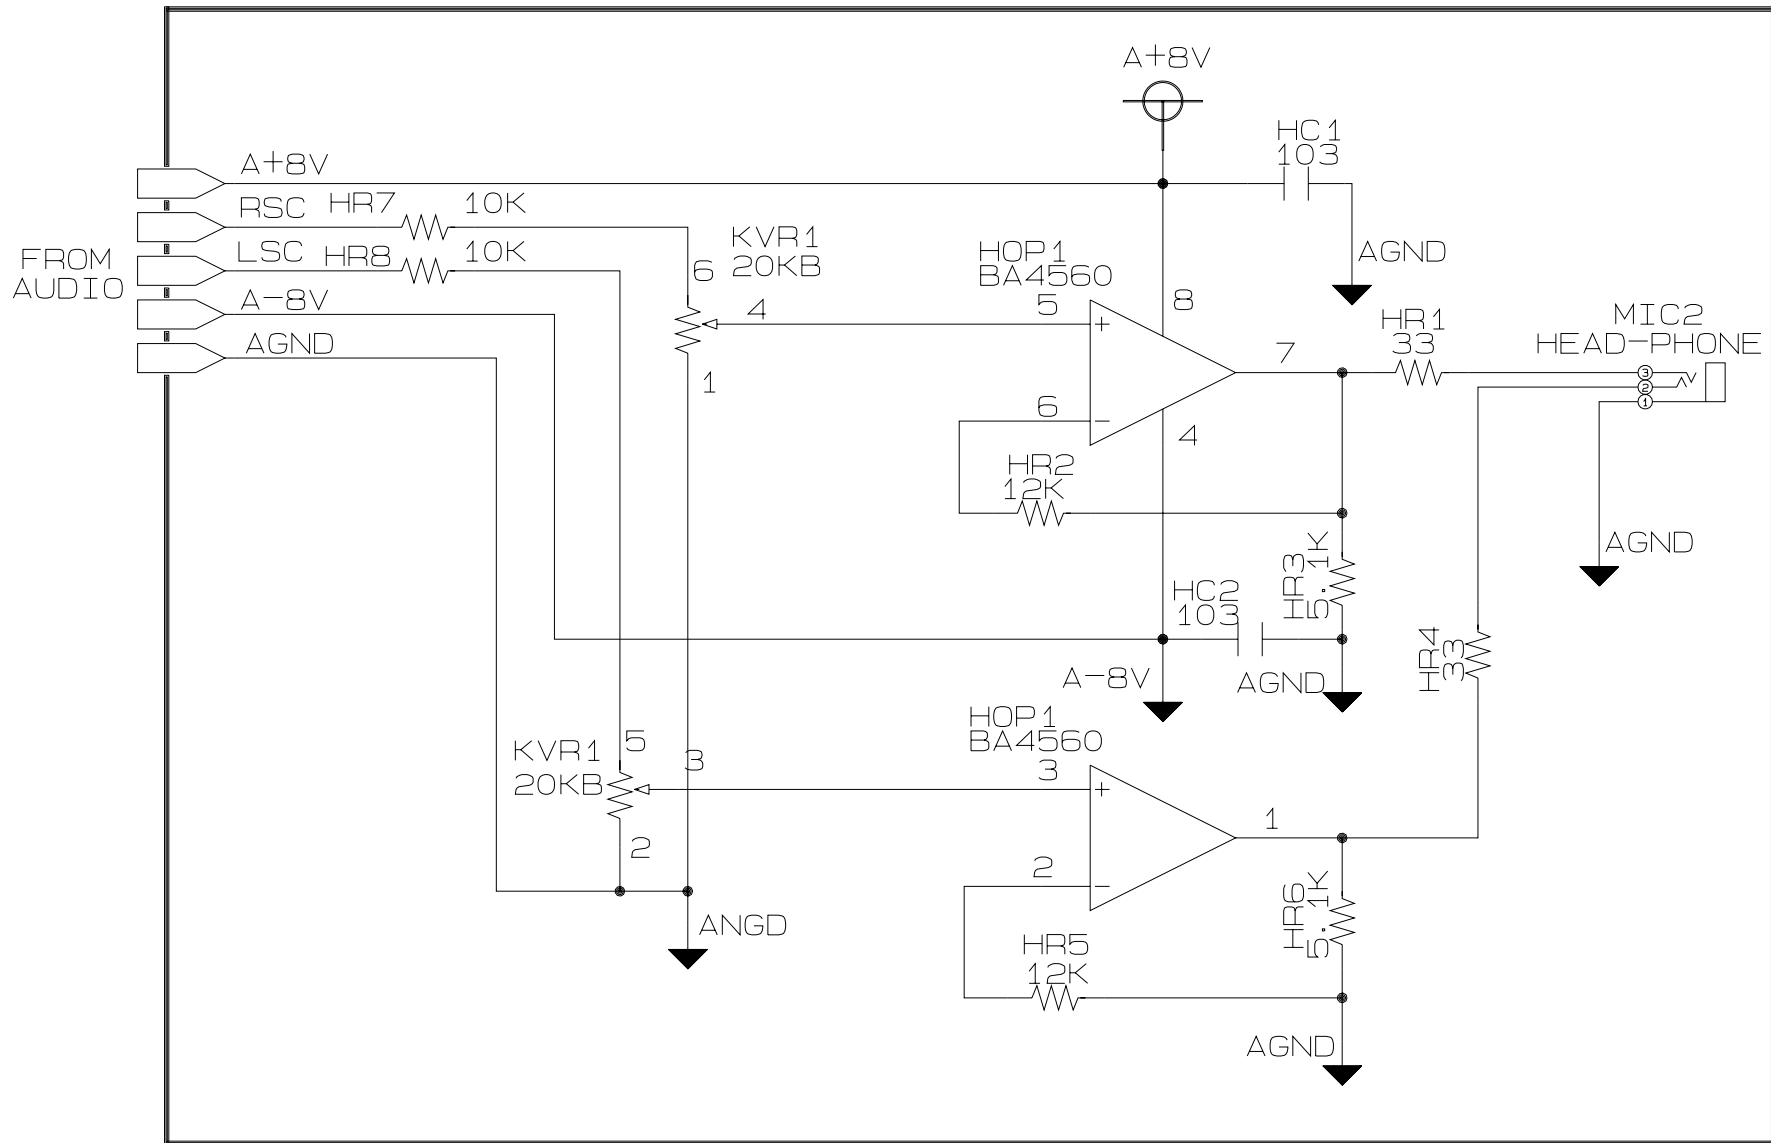 A+8V
HC1
103
A+8V
RSC
HR7
10K
LSC
HR8
10K
FROM
AUDIO
A-8V
AGND
KVR1
20KB
6
4
1
HOP1
BA4560
5
8
+
7
6
-
4
AGND
HR1
33
MIC2
HEAD-PHONE
3
2
1
HR2
12K
AGND
HR3
5.1K
HC2
103
A-8V
AGND
HR4
33
HOP1
BA4560
KVR1
20KB
5
3
3
+
1
2
2
-
ANGD
HR6
5.1K
HR5
12K
AGND